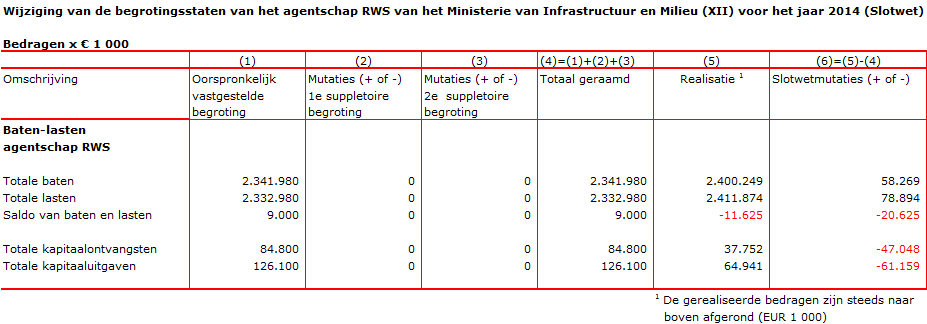 Wijziging van de begrotingsstaten van het agentschap RWS van het Ministerie van Infrastructuur en Milieu (XII) voor het jaar 2014 (Slotwet)
Bedragen x € 1 000
(1) (2) (3) (4)=(1)+(2)+(3) (5) (6)=(5)-(4)
Omschrijving Oorspronkelijk Mutaties (+ of -) Mutaties (+ of -) Totaal geraamd Realisatie ¹ Slotwetmutaties (+ of -)
vastgestelde 1e suppletoire 2e suppletoire
begroting begroting begroting
Baten-lasten
agentschap RWS
Totale baten 2.341.980 0 0 2.341.980 2.400.249 58.269
Totale lasten 2.332.980 0 0 2.332.980 2.411.874 78.894
Saldo van baten en lasten 9.000 0 0 9.000 -11.625 -20.625
Totale kapitaalontvangsten 84.800 0 0 84.800 37.752 -47.048
Totale kapitaaluitgaven 126.100 0 0 126.100 64.941 -61.159
¹ De gerealiseerde bedragen zijn steeds naar
boven afgerond (EUR 1 000)